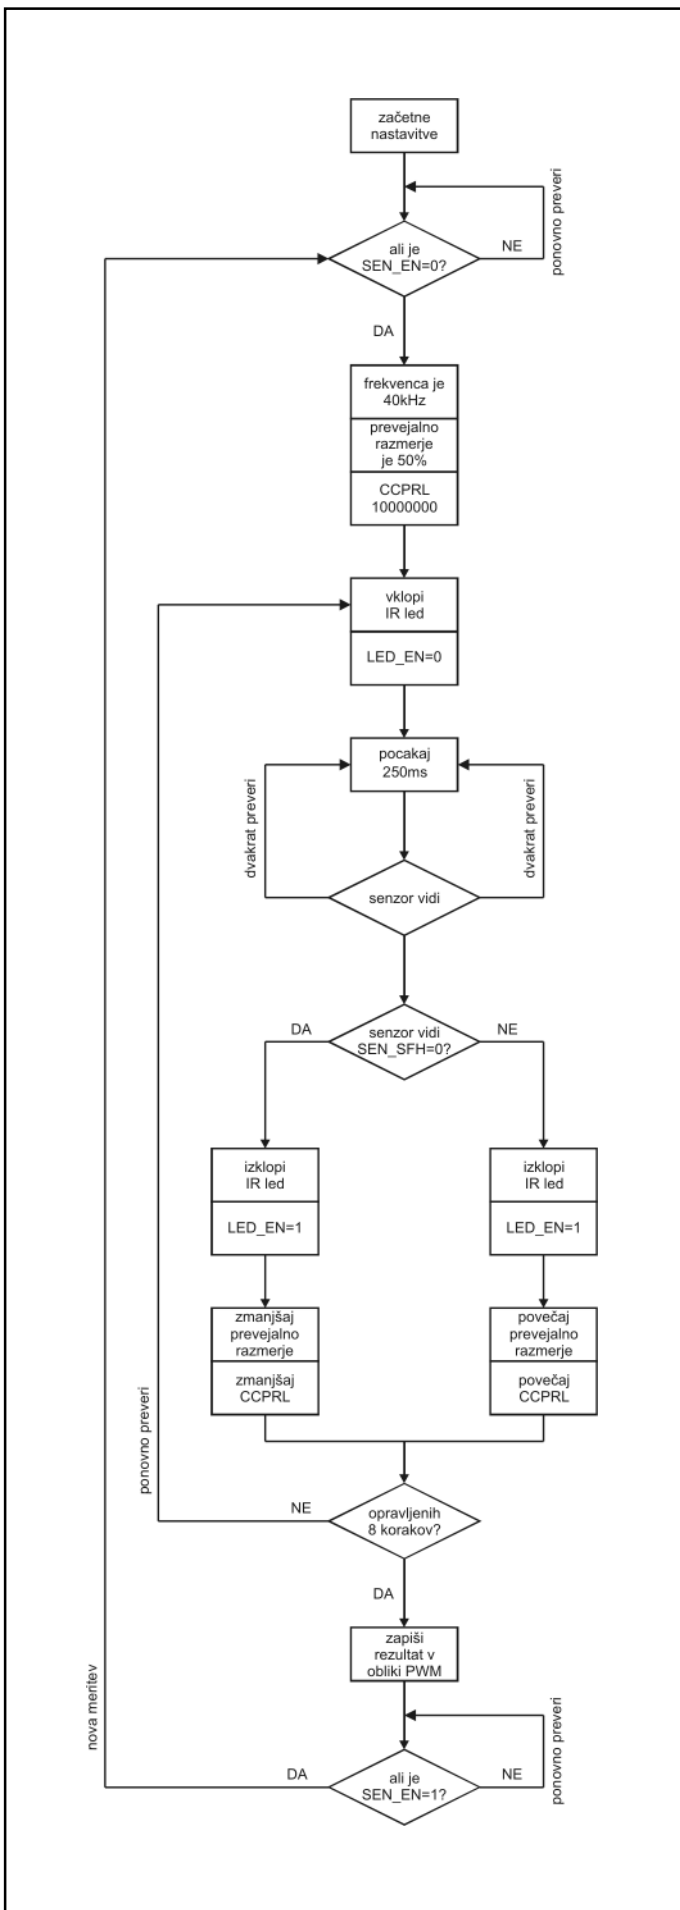 začetne
nastavitve
ponovno preveri
ali je
SEN_EN=0?
NE
DA
frekvenca je
40kHz
prevejalno
razmerje
je 50%
CCPRL
10000000
vklopi
IR led
LED_EN=0
pocakaj
250ms
dvakrat preveri
dvakrat preveri
senzor vidi
DA
senzor vidi
SEN_SFH=0?
NE
izklopi
IR led
LED_EN=1
izklopi
IR led
LED_EN=1
zmanjšaj
prevejalno
razmerje
zmanjšaj
CCPRL
povečaj
prevejalno
razmerje
povečaj
CCPRL
ponovno preveri
NE
opravljenih
8 korakov?
DA
zapiši
rezultat v
obliki PWM
nova meritev
ponovno preveri
DA
ali je
SEN_EN=1?
NE